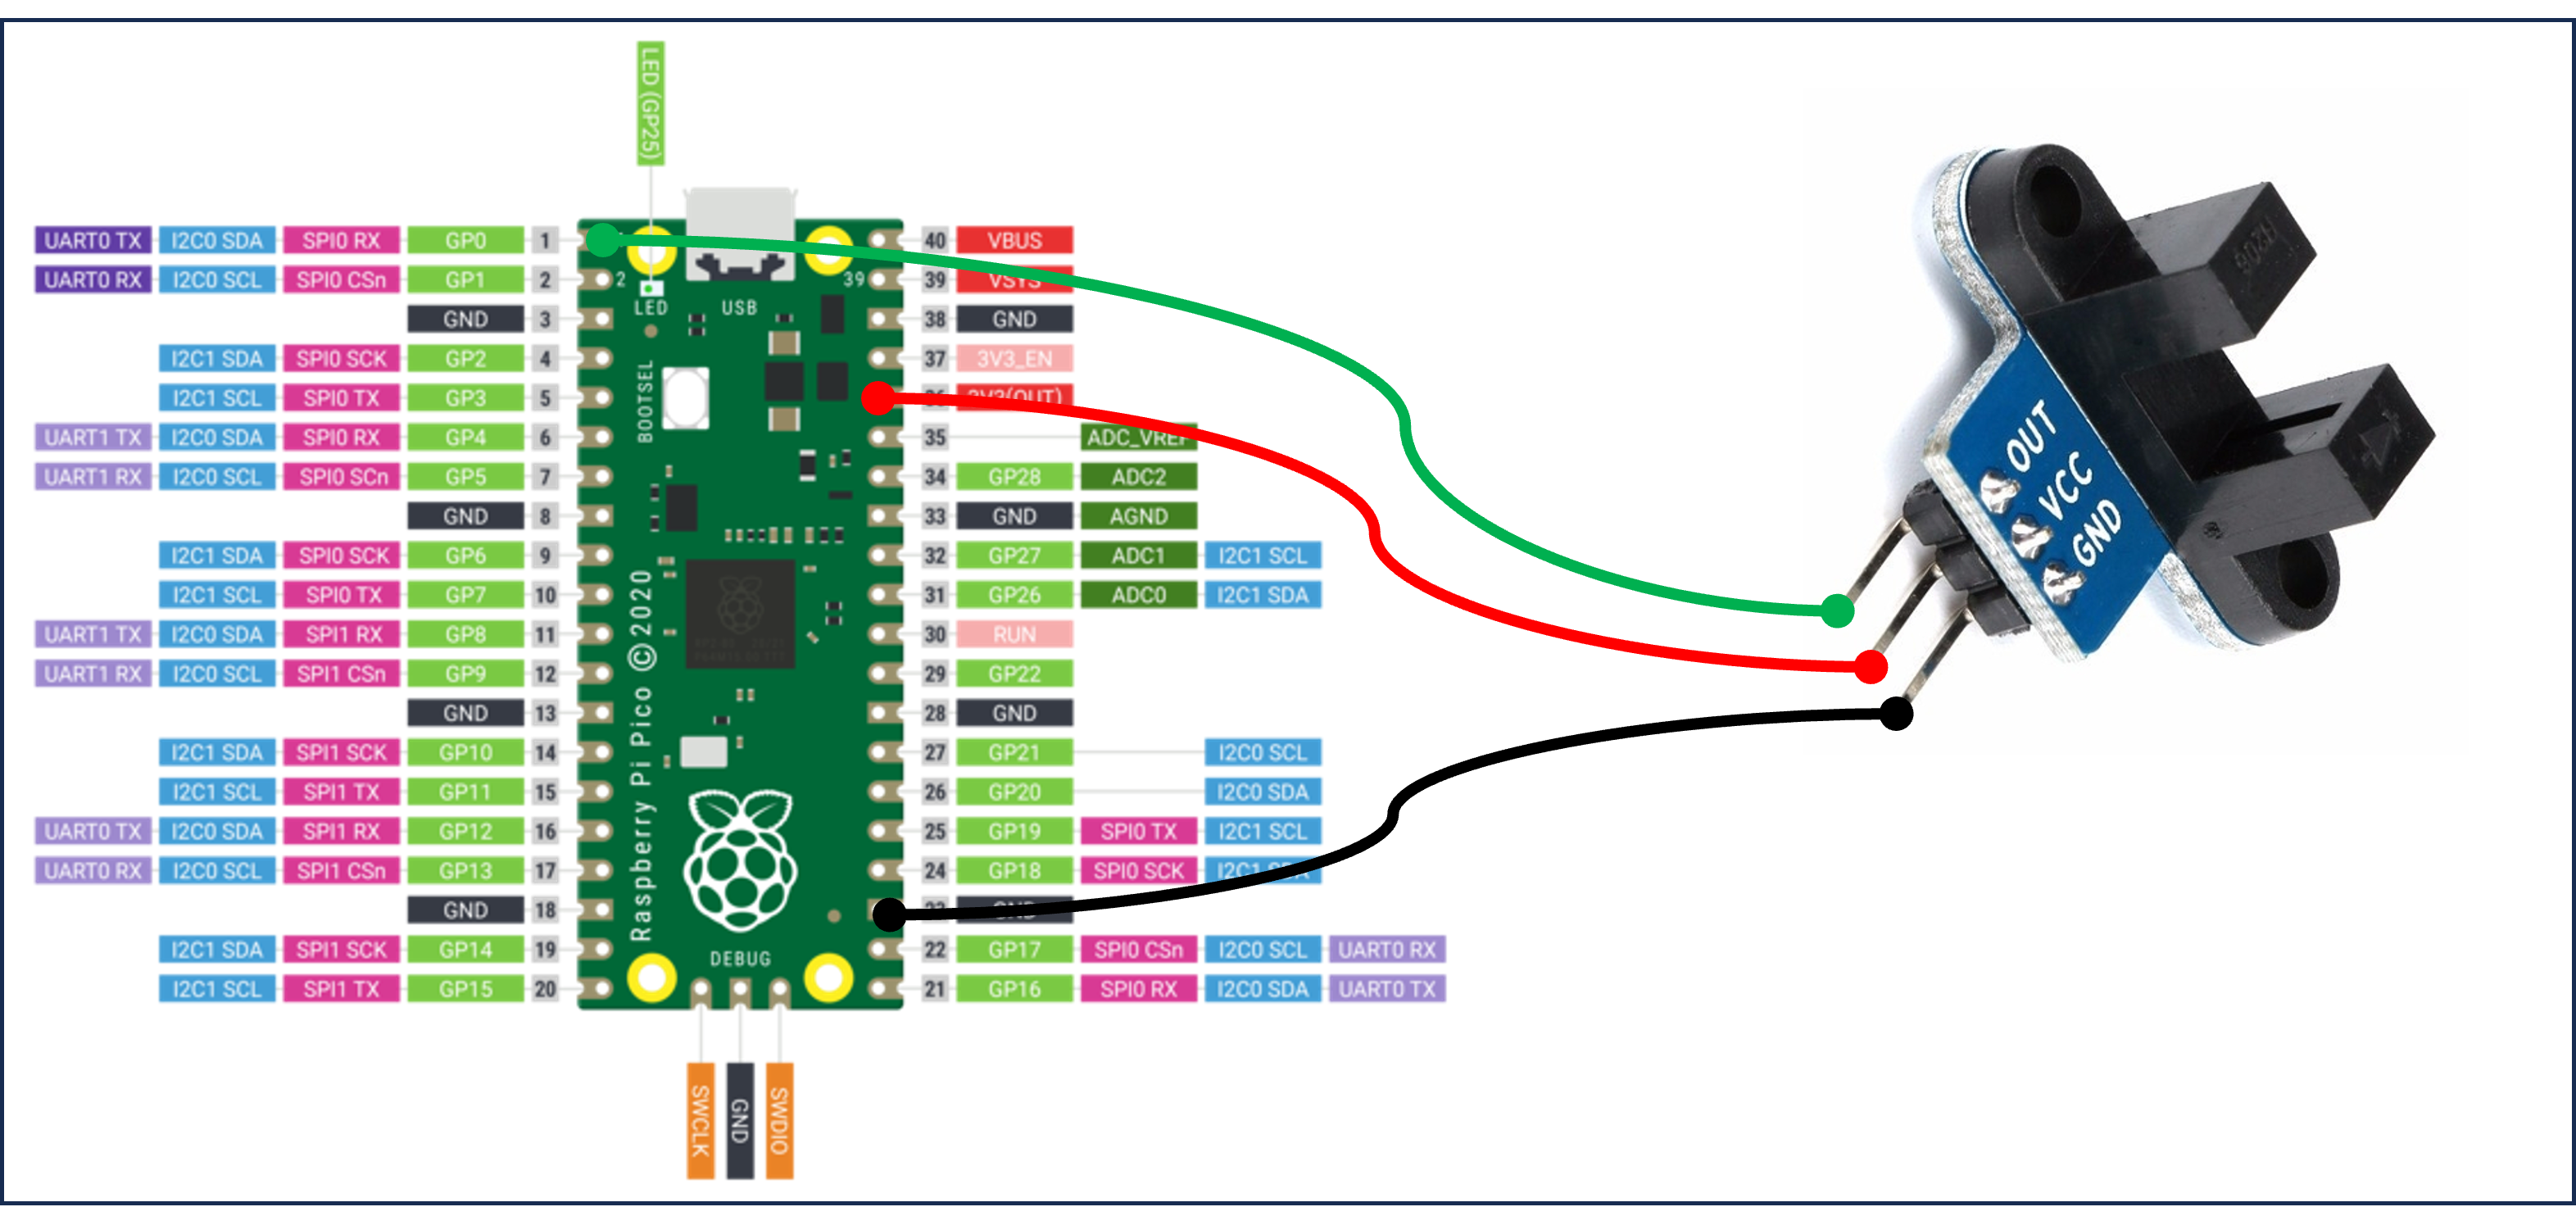 LED (GP25)
UART0 TX I2C0 SDA SPI0 RX GP0 1 40 VBUS
UART0 RX I2C0 SCL SPI0 CSn GP1 2 2 39 39 VSYS
LED USB
GND 3 38 GND
I2C1 SDA SPI0 SCK GP2 4 37 3V3_EN
I2C1 SCL SPI0 TX GP3 5 36 3V3(OUT)
BOOTSEL
UART1 TX I2C0 SDA SPI0 RX GP4 6 35 ADC_VREF
UART1 RX I2C0 SCL SPI0 SCn GP5 7 34 GP28 ADC2
GND 8 33 GND AGND
I2C1 SDA SPI0 SCK GP6 9 32 GP27 ADC1 I2C1 SCL
I2C1 SCL SPI0 TX GP7 10 31 GP26 ADC0 I2C1 SDA
UART1 TX I2C0 SDA SPI1 RX GP8 11 30 RUN
UART1 RX I2C0 SCL SPI1 CSn GP9 12 29 GP22
GND 13 28 GND
I2C1 SDA SPI1 SCK GP10 14 27 GP21 I2C0 SCL
I2C1 SCL SPI1 TX GP11 15 26 GP20 I2C0 SDA
UART0 TX I2C0 SDA SPI1 RX GP12 16 25 GP19 SPI0 TX I2C1 SCL
UART0 RX I2C0 SCL SPI1 CSn GP13 17 24 GP18 SPI0 SCK I2C1 SDA
GND 18 23 GND
I2C1 SDA SPI1 SCK GP14 19 22 GP17 SPI0 CSn I2C0 SCL UART0 RX
I2C1 SCL SPI1 TX GP15 20 21 GP16 SPI0 RX I2C0 SDA UART0 TX
Raspberry Pi Pico ©2020
DEBUG
SWCLK
GND
SWDIO
OUT
VCC
GND